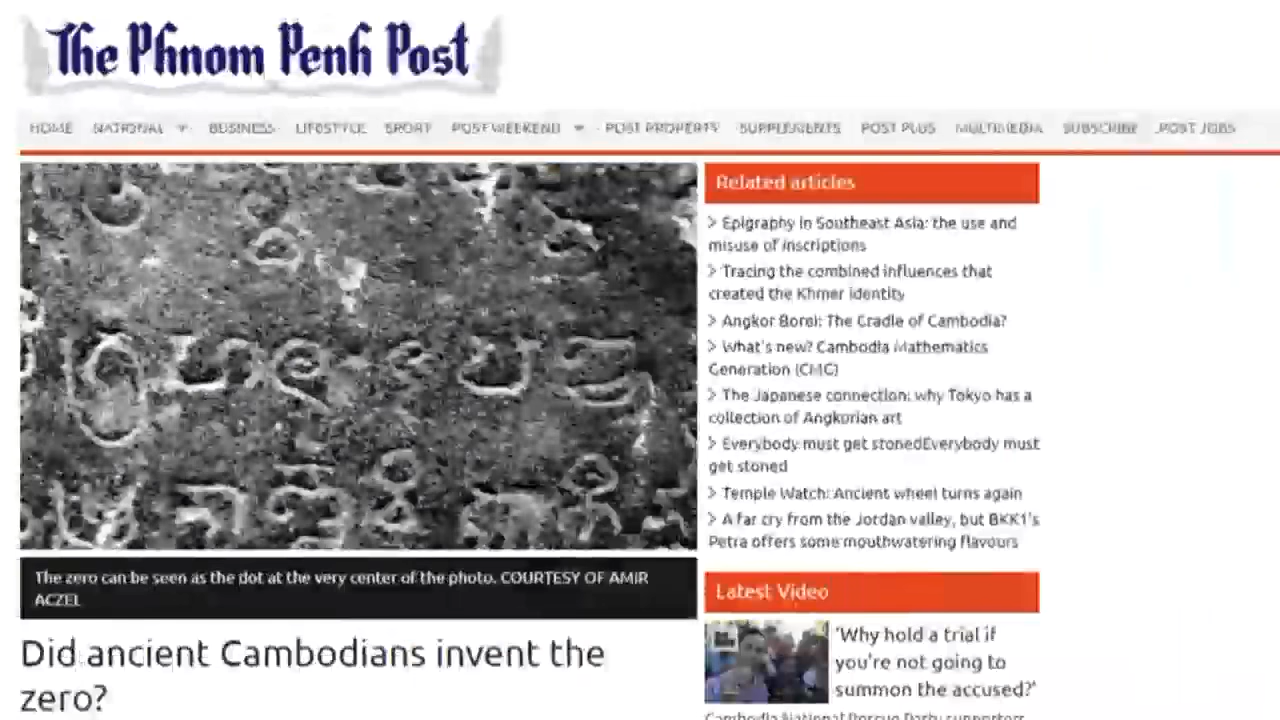 The Phnom Penh Post
HOME NATIONAL BUSINESS LIFESTYLE SPORT POST WEEKEND POST PROPERTY SUPPLEMENTS POST PLUS MULTIMEDIA SUBSCRIBE POST JOBS
The zero can be seen as the dot at the very center of the photo. COURTESY OF AMIR
ACZEL
Did ancient Cambodians invent the
zero?
Related articles
> Epigraphy in Southeast Asia: the use and
misuse of inscriptions
> Tracing the combined influences that
created the Khmer identity
> Angkor Borei: The Cradle of Cambodia?
> What's new? Cambodia Mathematics
Generation (CMG)
> The Japanese connection: why Tokyo has a
collection of Angkorian art
> Everybody must get stonedEverybody must
get stoned
> Temple Watch: Ancient wheel turns again
> A far cry from the Jordan valley, but BKK1's
Petra offers some mouthwatering flavours
Latest Video
'Why hold a trial if
you're not going to
summon the accused?'
Cambodia National Rescue Party supporters